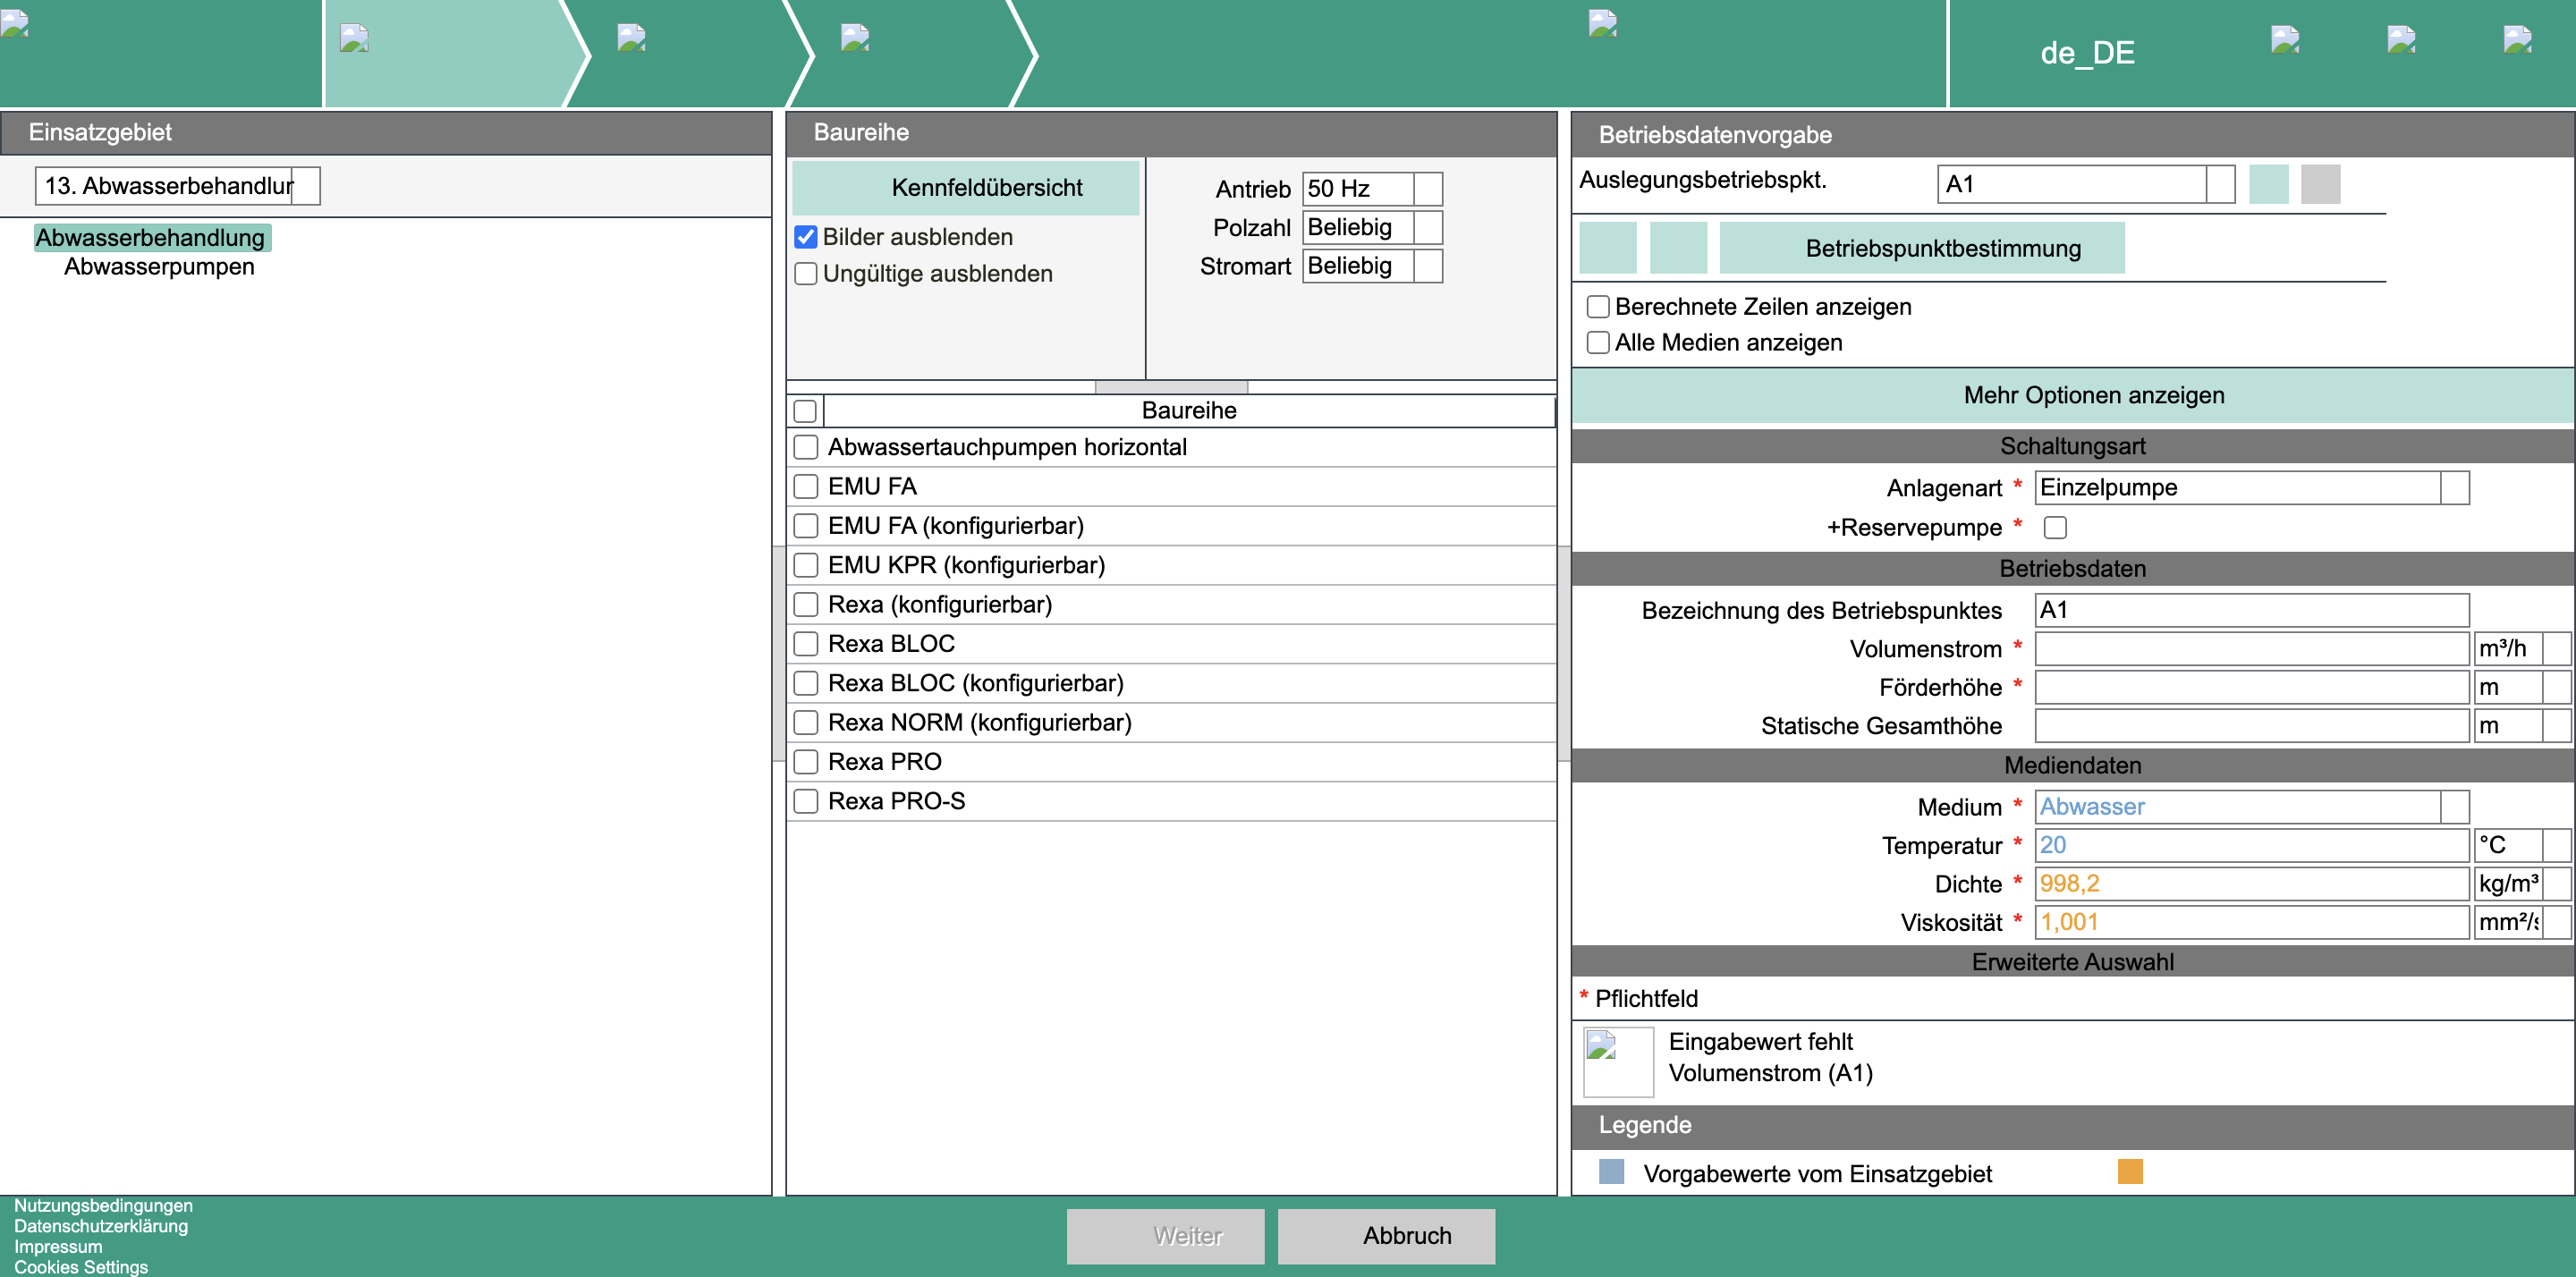 de_DE
Einsatzgebiet
13. Abwasserbehandlur
Abwasserbehandlung
Abwasserpumpen
Baureihe
Kennfeldübersicht
Bilder ausblenden
Ungültige ausblenden
Antrieb 50 Hz
Polzahl Beliebig
Stromart Beliebig
Baureihe
Abwassertauchpumpen horizontal
EMU FA
EMU FA (konfigurierbar)
EMU KPR (konfigurierbar)
Rexa (konfigurierbar)
Rexa BLOC
Rexa BLOC (konfigurierbar)
Rexa NORM (konfigurierbar)
Rexa PRO
Rexa PRO-S
Betriebsdatenvorgabe
Auslegungsbetriebspkt. A1
Betriebspunktbestimmung
Berechnete Zeilen anzeigen
Alle Medien anzeigen
Mehr Optionen anzeigen
Schaltungsart
Anlagenart * Einzelpumpe
+Reservepumpe *
Betriebsdaten
Bezeichnung des Betriebspunktes A1
Volumenstrom * m³/h
Förderhöhe * m
Statische Gesamthöhe m
Mediendaten
Medium * Abwasser
Temperatur * 20 °C
Dichte * 998,2 kg/m³
Viskosität * 1,001 mm²/s
Erweiterte Auswahl
* Pflichtfeld
Eingabewert fehlt
Volumenstrom (A1)
Legende
Vorgabewerte vom Einsatzgebiet
Nutzungsbedingungen
Datenschutzerklärung
Impressum
Cookies Settings
Weiter
Abbruch